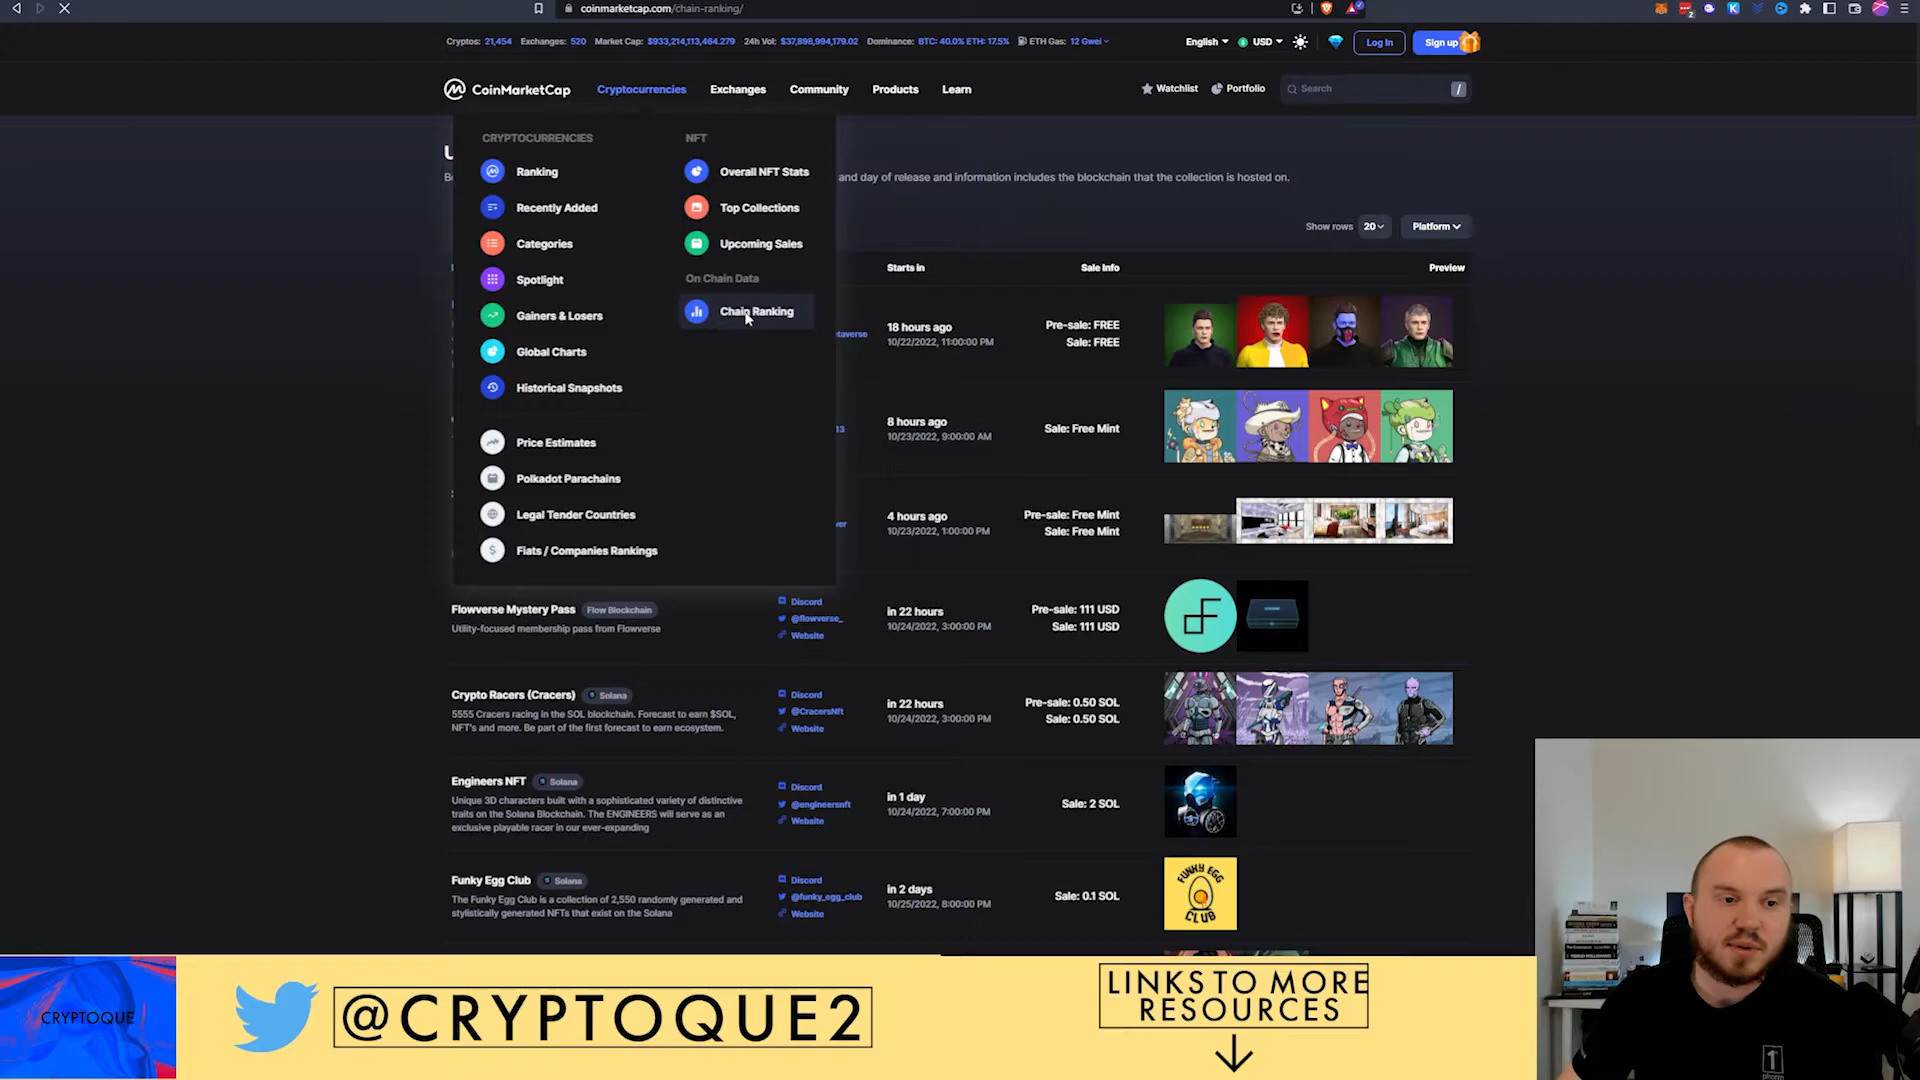 coinmarketcap.com/chain-ranking/
Cryptos: 21,454 Exchanges: 520 Market Cap: $933,214,113,464.279 24h Vol: $37,898,994,179.02 Dominance: BTC: 40.0% ETH: 17.5% ETH Gas: 12 Gwei
English USD Log In Sign up
CoinMarketCap Cryptocurrencies Exchanges Community Products Learn Watchlist Portfolio Search /
CRYPTOCURRENCIES
Ranking
Recently Added
Categories
Spotlight
Gainers & Losers
Global Charts
Historical Snapshots
Price Estimates
Polkadot Parachains
Legal Tender Countries
Fiats / Companies Rankings
NFT
Overall NFT Stats
Top Collections
Upcoming Sales
On Chain Data
Chain Ranking
and day of release and information includes the blockchain that the collection is hosted on.
Show rows 20 Platform
Starts in Sale Info Preview
18 hours ago
10/22/2022, 11:00:00 PM
Pre-sale: FREE
Sale: FREE
8 hours ago
10/23/2022, 9:00:00 AM
Sale: Free Mint
4 hours ago
10/23/2022, 1:00:00 PM
Pre-sale: Free Mint
Sale: Free Mint
Flowverse Mystery Pass Flow Blockchain
Utility-focused membership pass from Flowverse
Discord
@flowverse_
Website
in 22 hours
10/24/2022, 3:00:00 PM
Pre-sale: 111 USD
Sale: 111 USD
Crypto Racers (Cracers) Solana
5555 Cracers racing in the SOL blockchain. Forecast to earn $SOL,
NFT's and more. Be part of the first forecast to earn ecosystem.
Discord
@CracersNft
Website
in 22 hours
10/24/2022, 3:00:00 PM
Pre-sale: 0.50 SOL
Sale: 0.50 SOL
Engineers NFT Solana
Unique 3D characters built with a sophisticated variety of distinctive
traits on the Solana Blockchain. The ENGINEERS will serve as an
exclusive playable racer in our ever-expanding
Discord
@engineersnft
Website
in 1 day
10/24/2022, 7:00:00 PM
Sale: 2 SOL
Funky Egg Club Solana
The Funky Egg Club is a collection of 2,550 randomly generated and
stylistically generated NFTs that exist on the Solana
Discord
@funky_egg_club
Website
in 2 days
10/25/2022, 8:00:00 PM
Sale: 0.1 SOL
FUNKY EGG
CLUB
CRYPTOQUE
@CRYPTOQUE2
LINKS TO MORE
RESOURCES